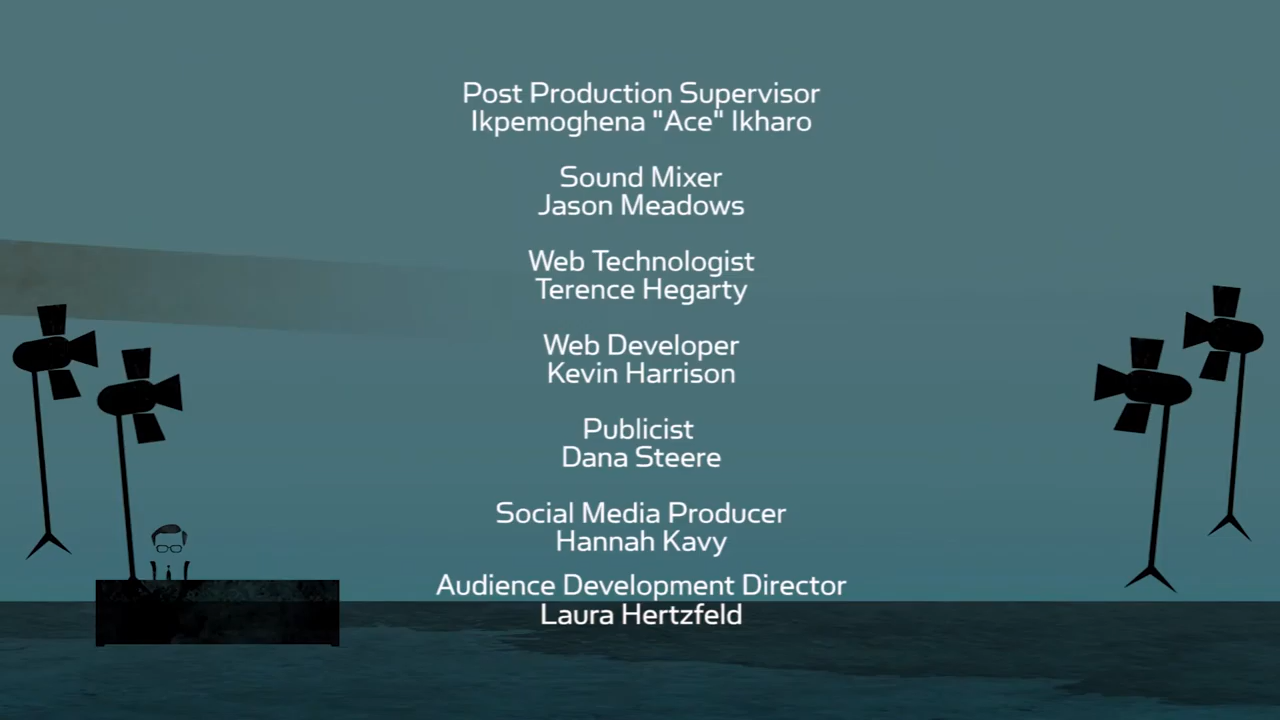 Post Production Supervisor
Ikpemoghena "Ace" Ikharo
Sound Mixer
Jason Meadows
Web Technologist
Terence Hegarty
Web Developer
Kevin Harrison
Publicist
Dana Steere
Social Media Producer
Hannah Kavy
Audience Development Director
Laura Hertzfeld